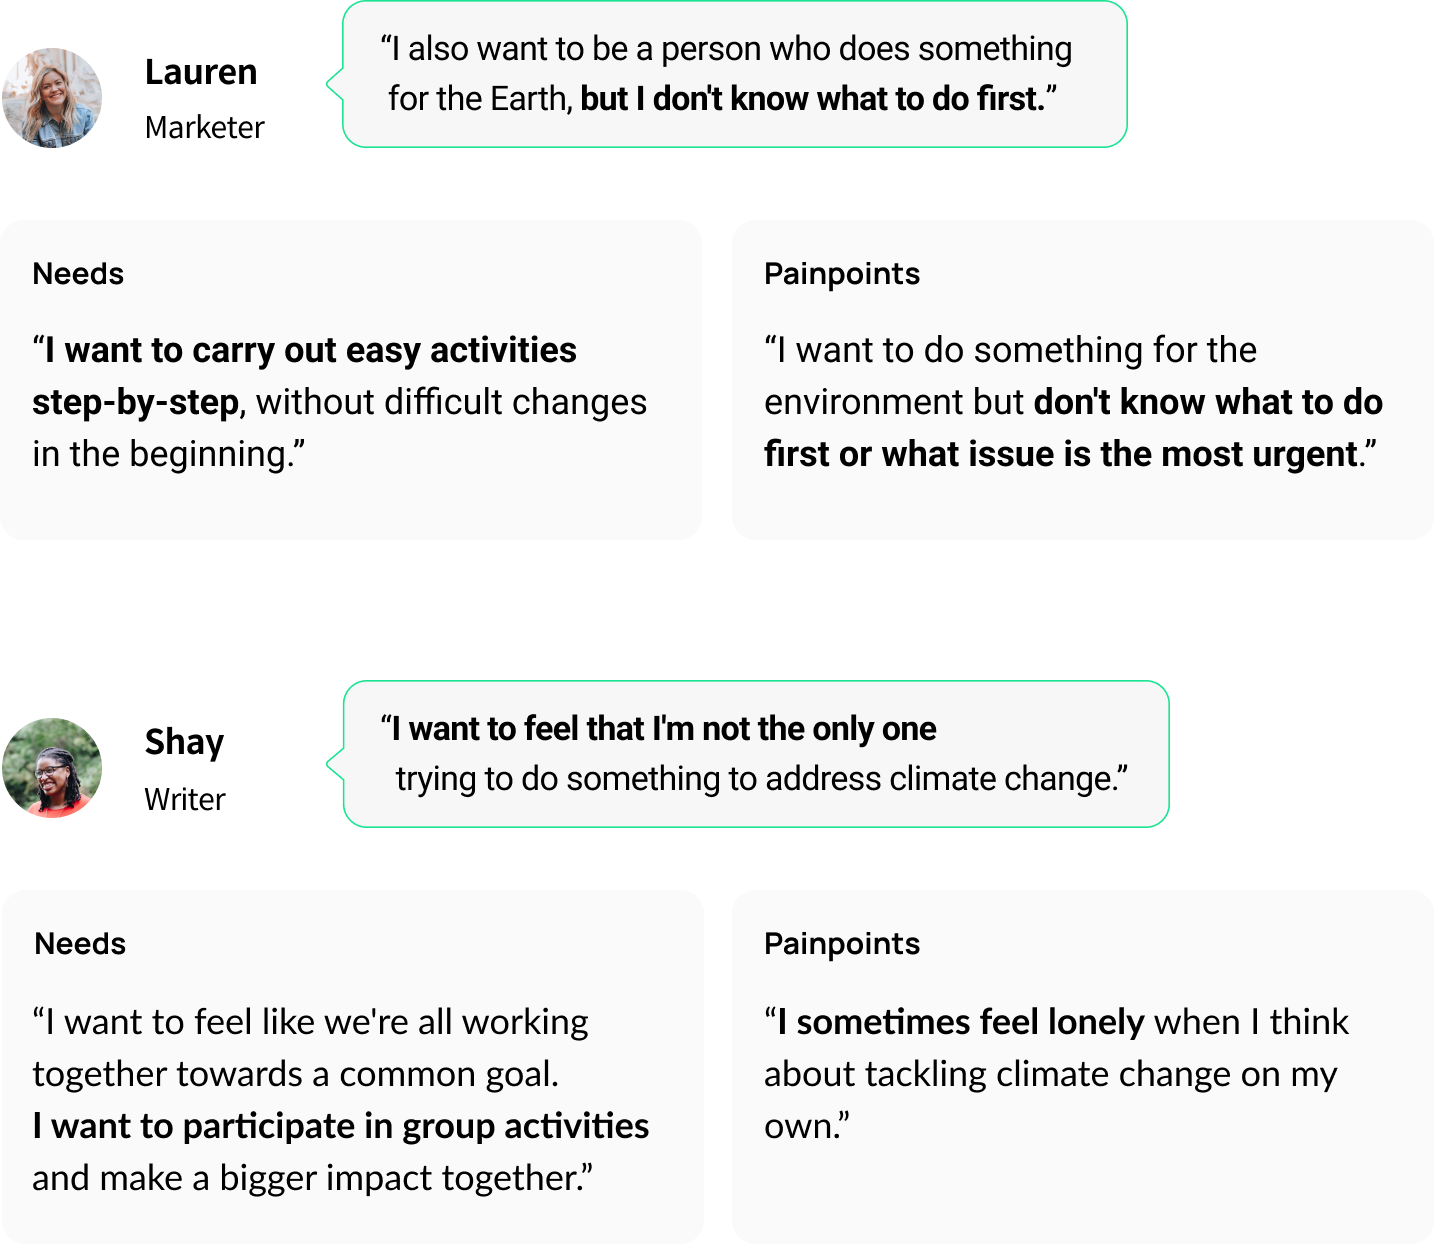 Lauren
Marketer
“I also want to be a person who does something
for the Earth, but I don't know what to do first.”
Needs
“I want to carry out easy activities
step-by-step, without difficult changes
in the beginning.”
Painpoints
“I want to do something for the
environment but don't know what to do
first or what issue is the most urgent.”
Shay
Writer
“I want to feel that I'm not the only one
trying to do something to address climate change.”
Needs
“I want to feel like we're all working
together towards a common goal.
I want to participate in group activities
and make a bigger impact together.”
Painpoints
“I sometimes feel lonely when I think
about tackling climate change on my
own.”